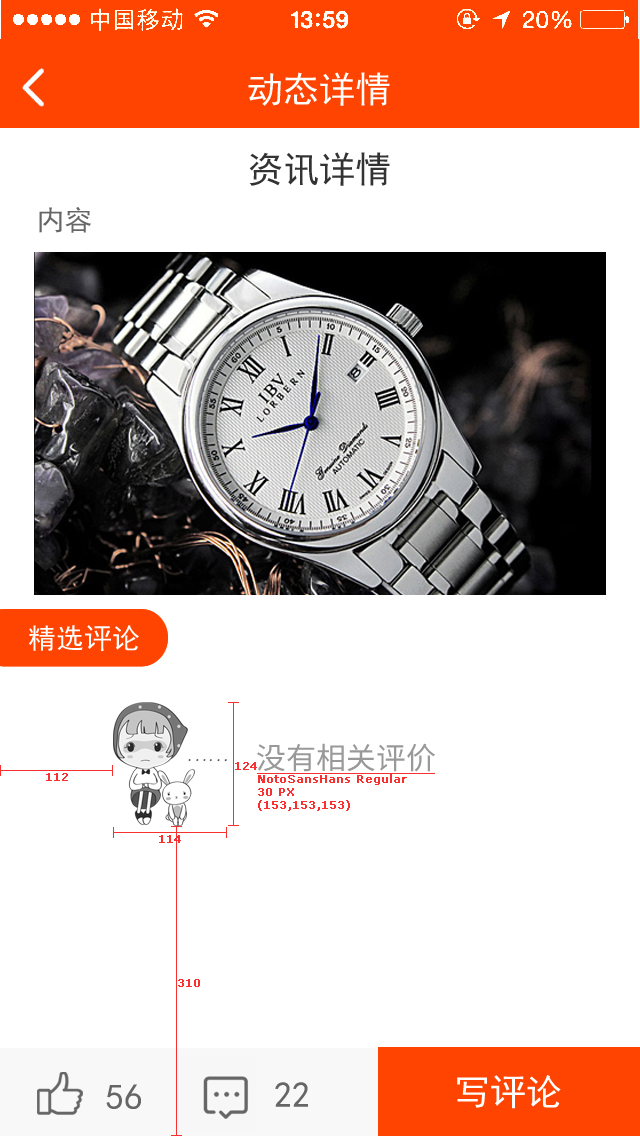 中国移动 13:59 20%
动态详情
资讯详情
内容
IBV
LORBERN
Genuine Diamonds
AUTOMATIC
精选评论
没有相关评价
NotoSansHans Regular
30 PX
(153,153,153)
124
112
114
310
56 22 写评论